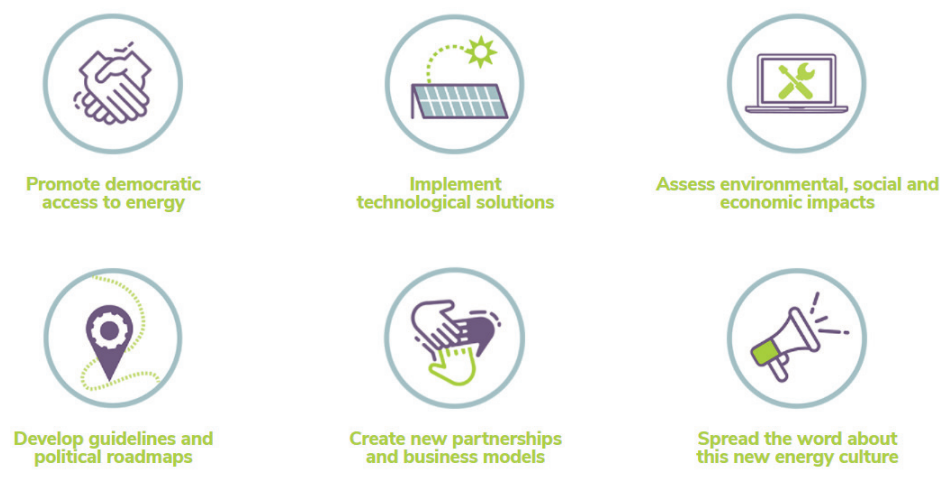 Promote democratic
access to energy
Implement
technological solutions
Assess environmental, social and
economic impacts
Develop guidelines and
political roadmaps
Create new partnerships
and business models
Spread the word about
this new energy culture